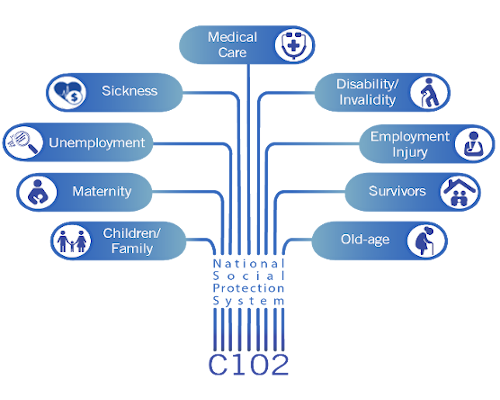 Medical
Care
Sickness
Disability/
Invalidity
Unemployment
Employment
Injury
Maternity
Survivors
Children/
Family
Old-age
National
Social
Protection
System
C102